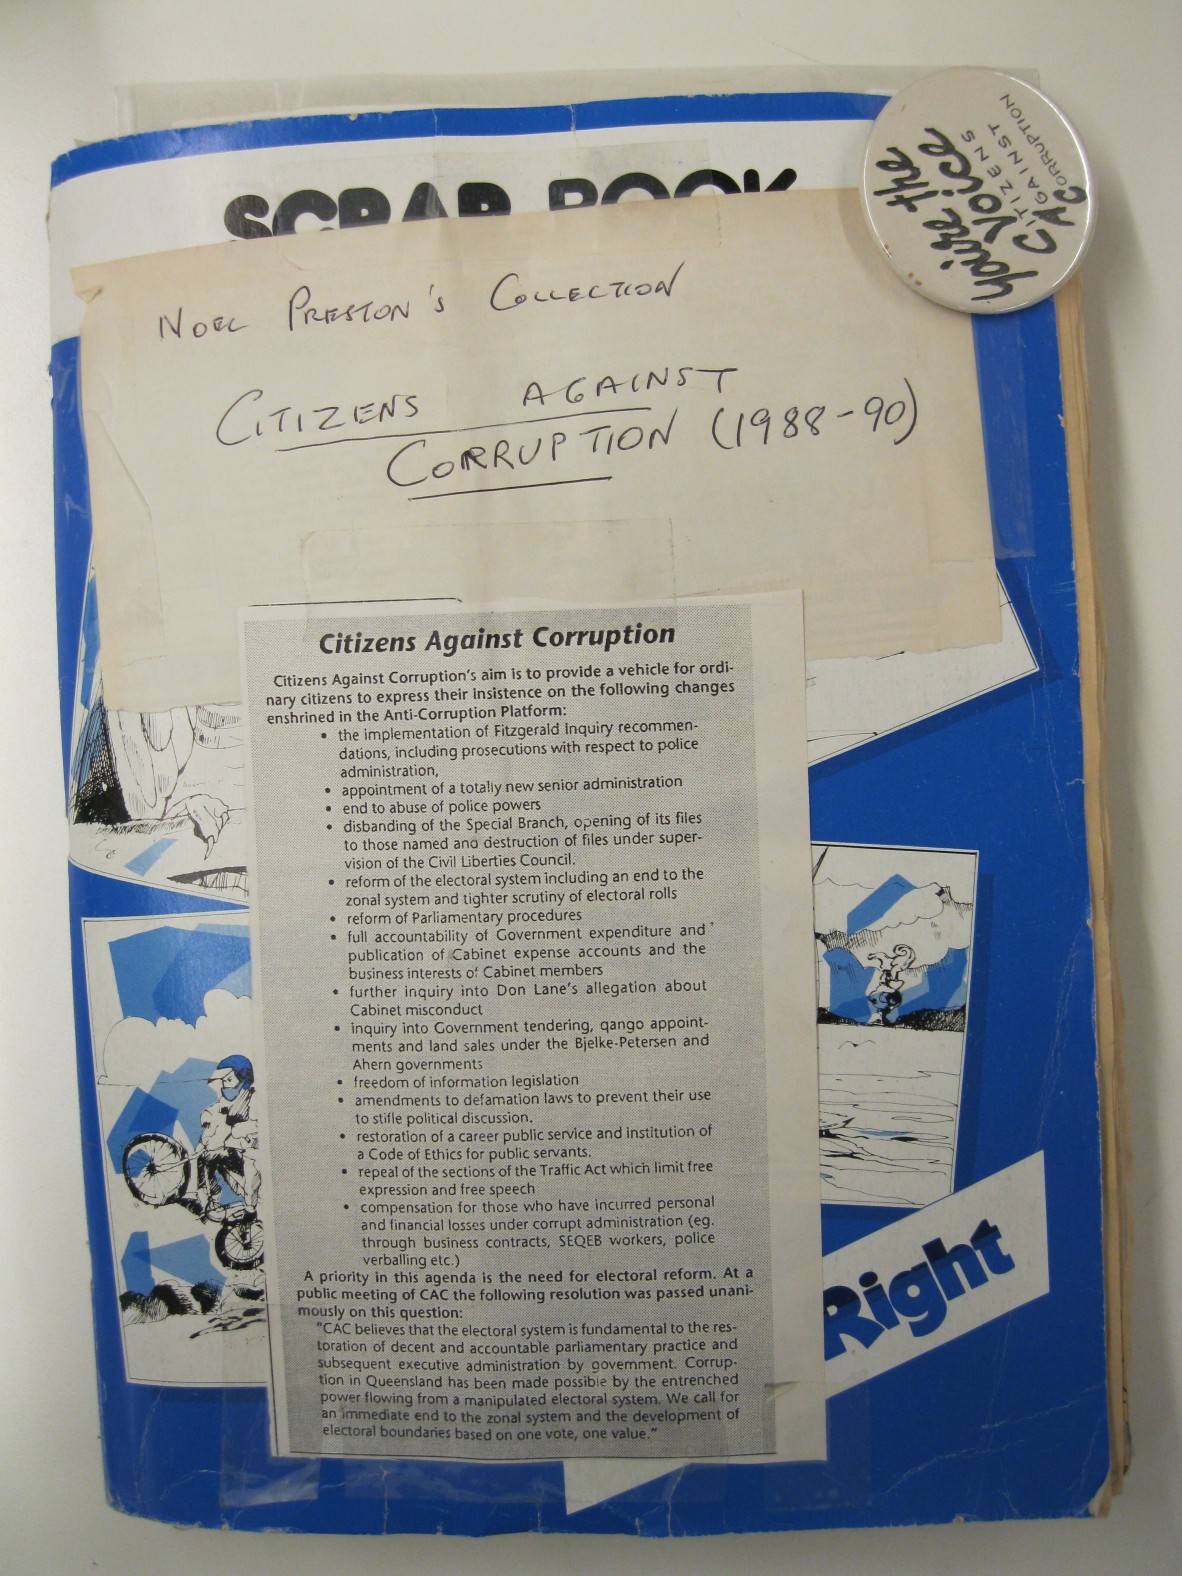 SCRAP BOOK
You're the
Voice
CITIZENS
AGAINST
CORRUPTION
NOEL PRESTON'S COLLECTION
CITIZENS AGAINST
CORRUPTION (1988-90)
Citizens Against Corruption
Citizens Against Corruption's aim is to provide a vehicle for ordi-
nary citizens to express their insistence on the following changes
enshrined in the Anti-Corruption Platform:
• the implementation of Fitzgerald Inquiry recommen-
dations, including prosecutions with respect to police
administration,
• appointment of a totally new senior administration
• end to abuse of police powers
• disbanding of the Special Branch, opening of its files
to those named and destruction of files under super-
vision of the Civil Liberties Council.
• reform of the electoral system including an end to the
zonal system and tighter scrutiny of electoral rolls
• reform of Parliamentary procedures
• full accountability of Government expenditure and
publication of Cabinet expense accounts and the
business interests of Cabinet members
• further inquiry into Don Lane's allegation about
Cabinet misconduct
• inquiry into Government tendering, qango appoint-
ments and land sales under the Bjelke-Petersen and
Ahern governments
• freedom of information legislation
• amendments to defamation laws to prevent their use
to stifle political discussion.
• restoration of a career public service and institution of
a Code of Ethics for public servants.
• repeal of the sections of the Traffic Act which limit free
expression and free speech
• compensation for those who have incurred personal
and financial losses under corrupt administration (eg.
through business contracts, SEQEB workers, police
verballing etc.)
A priority in this agenda is the need for electoral reform. At a
public meeting of CAC the following resolution was passed unani-
mously on this question:
"CAC believes that the electoral system is fundamental to the res-
toration of decent and accountable parliamentary practice and
subsequent executive administration by government. Corrup-
tion in Queensland has been made possible by the entrenched
power flowing from a manipulated electoral system. We call for
an immediate end to the zonal system and the development of
electoral boundaries based on one vote, one value."
Right